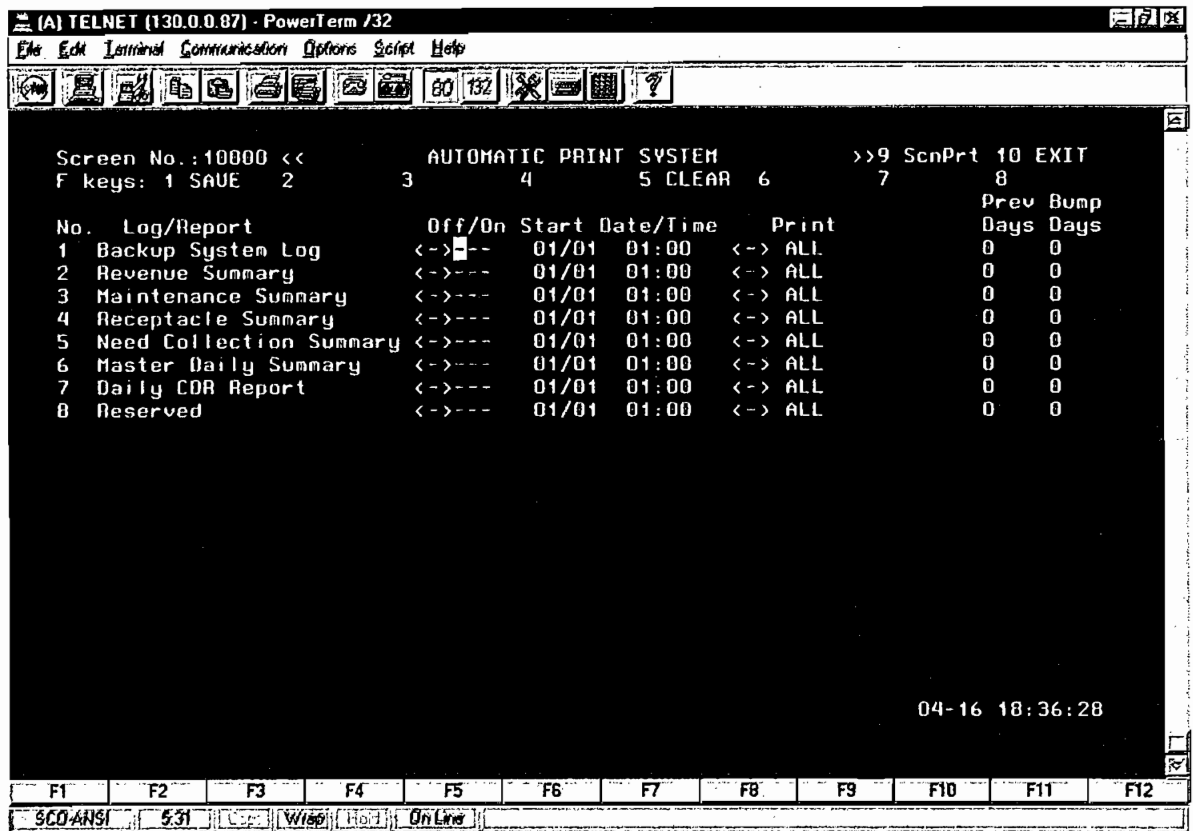 (A) TELNET (130.0.0.87) - PowerTerm /32
File Edit Terminal Communication Options Script Help
80 132
Screen No.:10000 << AUTOMATIC PRINT SYSTEM >>9 ScnPrt 10 EXIT
F keys: 1 SAVE 2 3 4 5 CLEAR 6 7 8
Prev Bump
No. Log/Report Off/On Start Date/Time Print Days Days
1 Backup System Log <->--- 01/01 01:00 <-> ALL 0 0
2 Revenue Summary <->--- 01/01 01:00 <-> ALL 0 0
3 Maintenance Summary <->--- 01/01 01:00 <-> ALL 0 0
4 Receptacle Summary <->--- 01/01 01:00 <-> ALL 0 0
5 Need Collection Summary <->--- 01/01 01:00 <-> ALL 0 0
6 Master Daily Summary <->--- 01/01 01:00 <-> ALL 0 0
7 Daily CDR Report <->--- 01/01 01:00 <-> ALL 0 0
8 Reserved <->--- 01/01 01:00 <-> ALL 0 0
04-16 18:36:28
F1 F2 F3 F4 F5 F6 F7 F8 F9 F10 F11 F12
SCO-ANSI 5:31 Caps Wrap Hold On Line